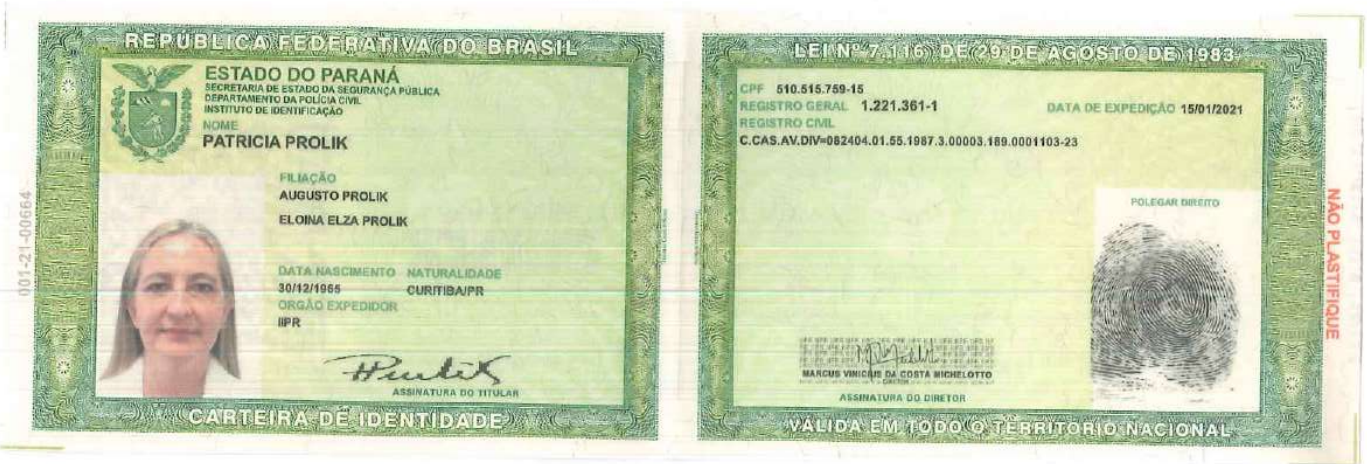 REPÚBLICA FEDERATIVA DO BRASIL
ESTADO DO PARANÁ
SECRETARIA DE ESTADO DA SEGURANÇA PÚBLICA
DEPARTAMENTO DA POLÍCIA CIVIL
INSTITUTO DE IDENTIFICAÇÃO
NOME
PATRICIA PROLIK
FILIAÇÃO
AUGUSTO PROLIK
ELOINA ELZA PROLIK
DATA NASCIMENTO NATURALIDADE
30/12/1965 CURITIBA/PR
ORGÃO EXPEDIDOR
IIPR
ASSINATURA DO TITULAR
CARTEIRA DE IDENTIDADE
001-21-00664
LEI Nº 7.116 DE 29 DE AGOSTO DE 1983
CPF 510.515.759-15
REGISTRO GERAL 1.221.361-1 DATA DE EXPEDIÇÃO 15/01/2021
REGISTRO CIVIL
C.CAS.AV.DIV=082404.01.55.1987.3.00003.189.0001103-23
POLEGAR DIREITO
MARCUS VINICIUS DA COSTA MICHELOTTO
DIRETOR
ASSINATURA DO DIRETOR
VÁLIDA EM TODO O TERRITÓRIO NACIONAL
NÃO PLASTIFIQUE